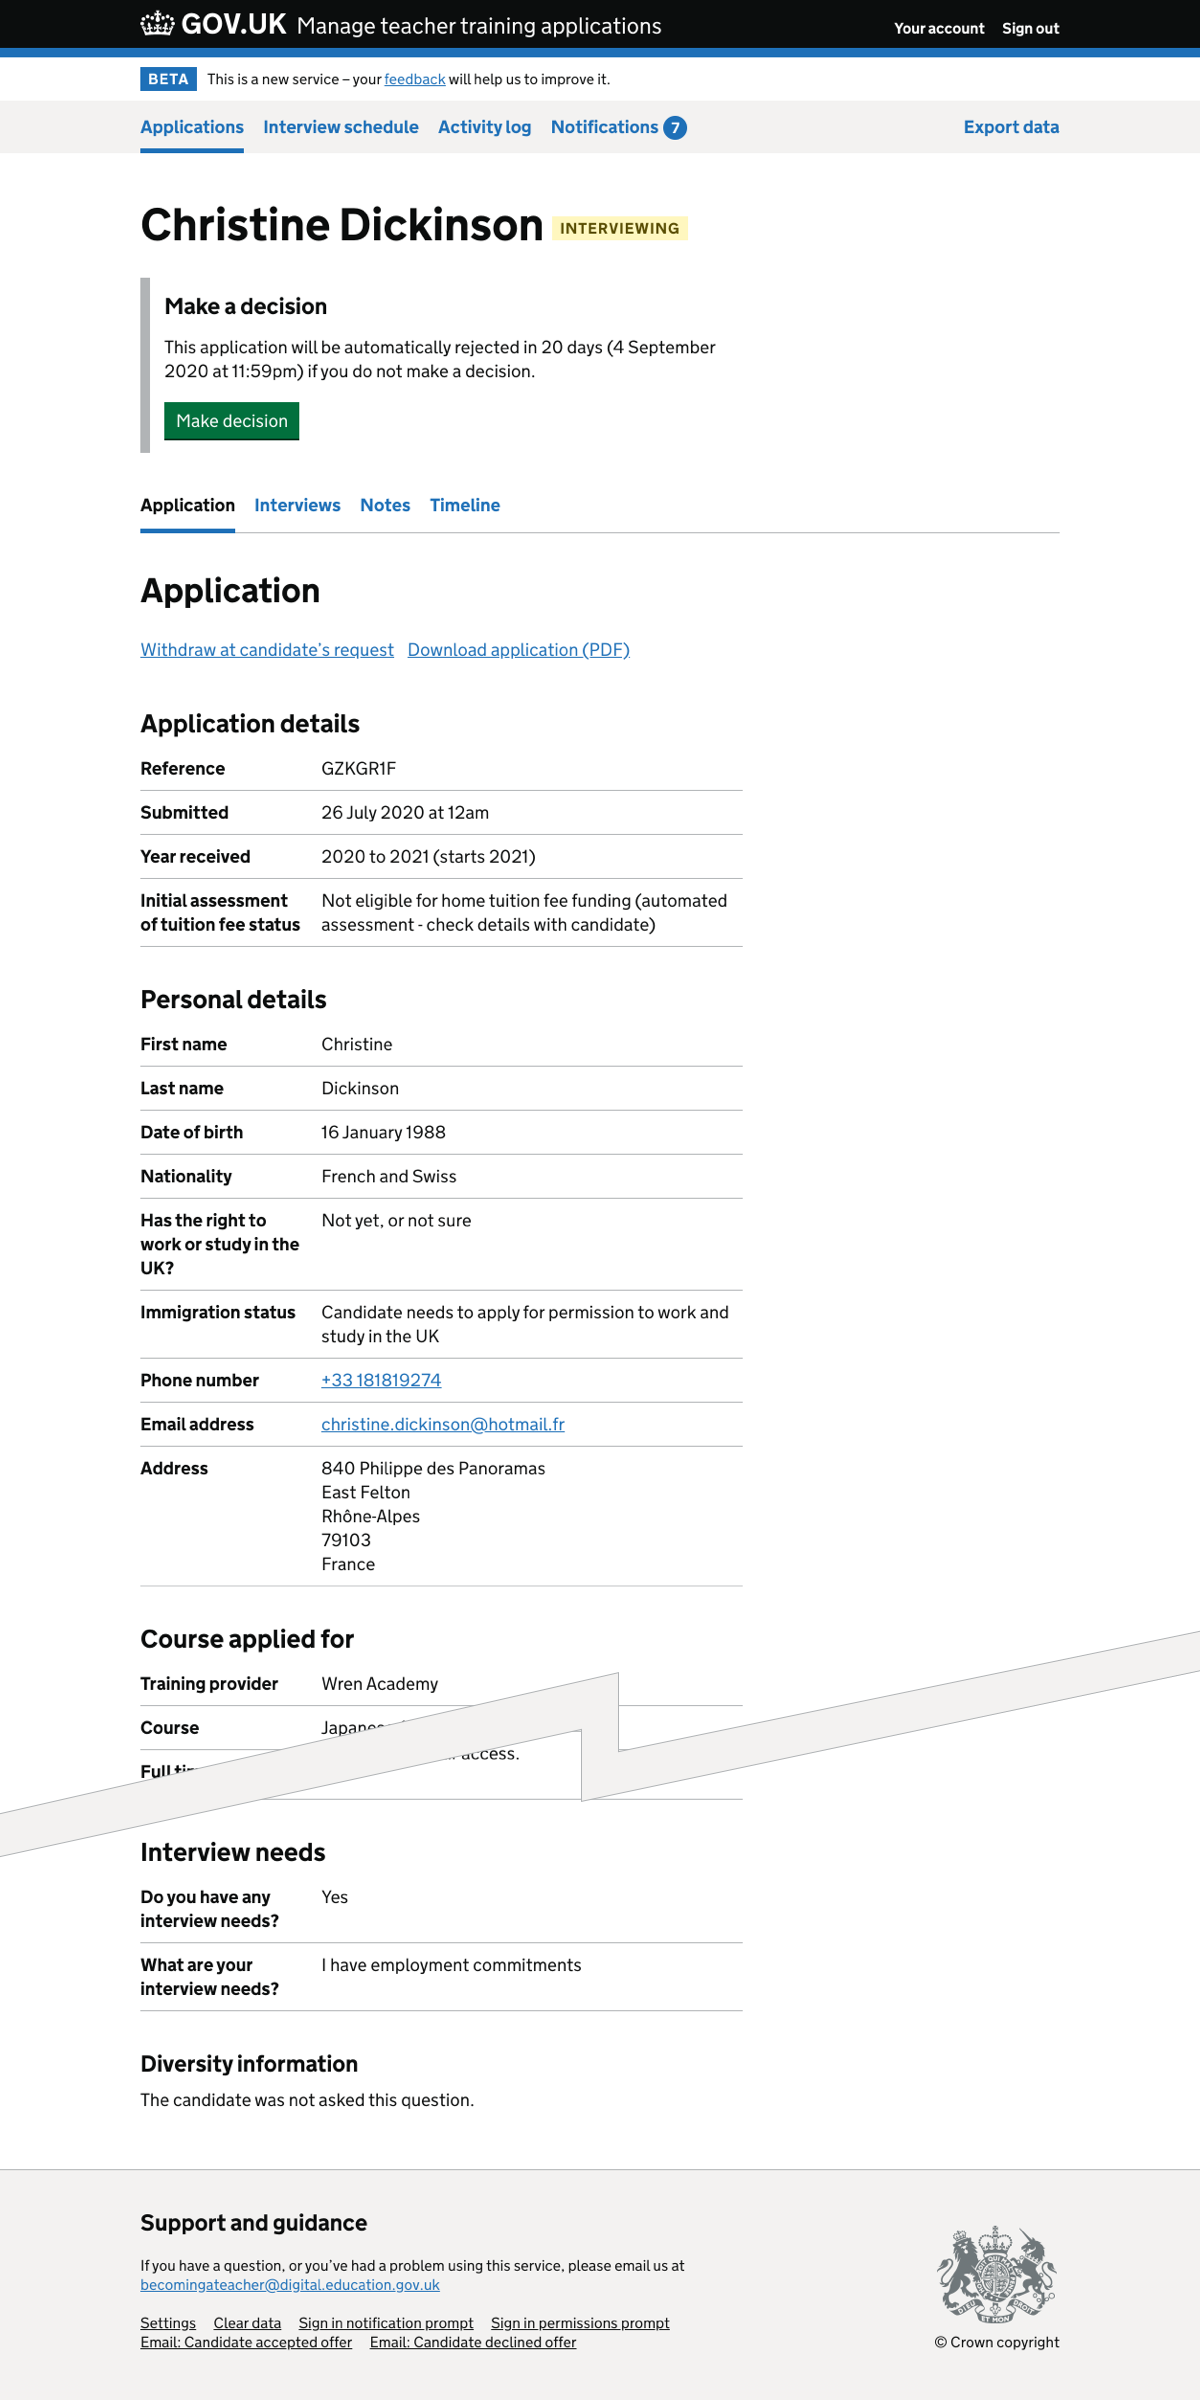 GOV.UK Manage teacher training applications Your account Sign out
BETA This is a new service – your feedback will help us to improve it.
Applications Interview schedule Activity log Notifications 7 Export data
Christine Dickinson INTERVIEWING
Make a decision
This application will be automatically rejected in 20 days (4 September
2020 at 11:59pm) if you do not make a decision.
Make decision
Application Interviews Notes Timeline
Application
Withdraw at candidate’s request Download application (PDF)
Application details
Reference GZKGR1F
Submitted 26 July 2020 at 12am
Year received 2020 to 2021 (starts 2021)
Initial assessment Not eligible for home tuition fee funding (automated
of tuition fee status assessment - check details with candidate)
Personal details
First name Christine
Last name Dickinson
Date of birth 16 January 1988
Nationality French and Swiss
Has the right to Not yet, or not sure
work or study in the
UK?
Immigration status Candidate needs to apply for permission to work and
study in the UK
Phone number +33 181819274
Email address christine.dickinson@hotmail.fr
Address 840 Philippe des Panoramas
East Felton
Rhône-Alpes
79103
France
Course applied for
Training provider Wren Academy
Course
access.
Full
Interview needs
Do you have any Yes
interview needs?
What are your I have employment commitments
interview needs?
Diversity information
The candidate was not asked this question.
Support and guidance
If you have a question, or you’ve had a problem using this service, please email us at
becomingateacher@digital.education.gov.uk
Settings Clear data Sign in notification prompt Sign in permissions prompt
Email: Candidate accepted offer Email: Candidate declined offer
© Crown copyright